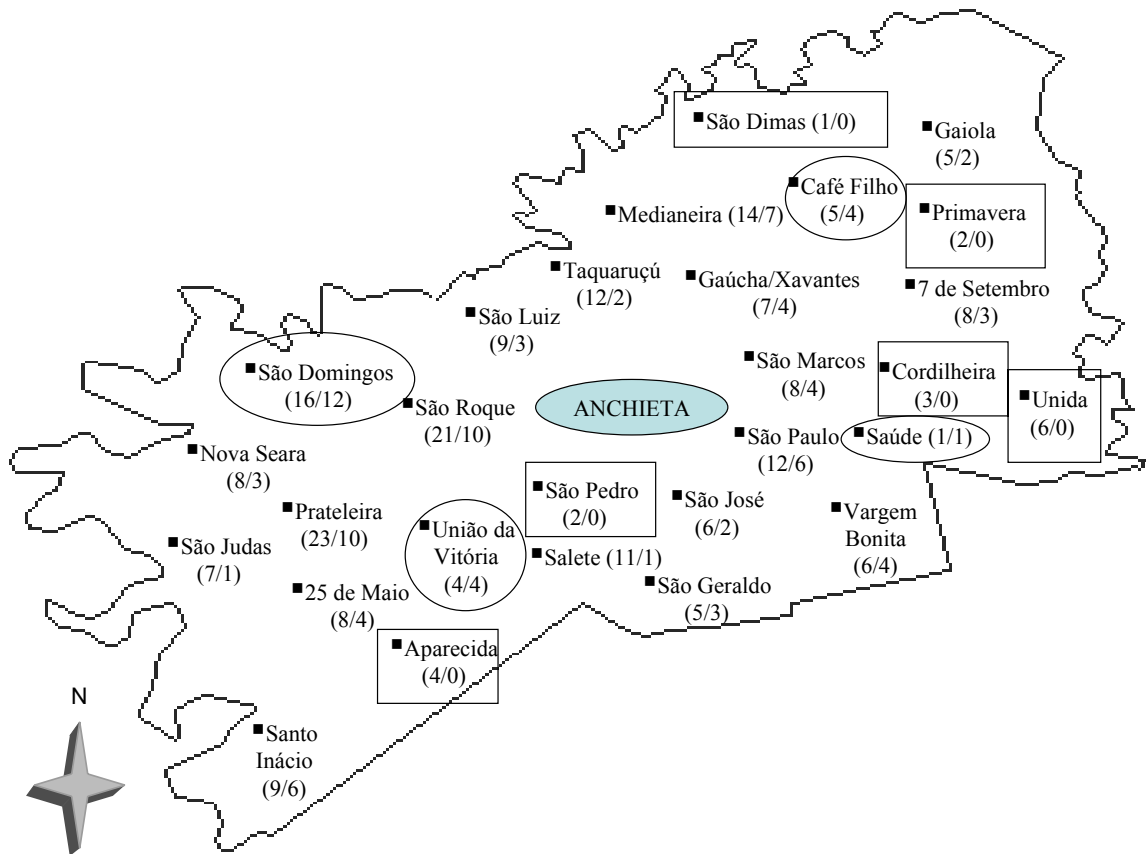 São Dimas (1/0)
Gaiola
(5/2)
Café Filho
(5/4)
Medianeira (14/7)
Primavera
(2/0)
Taquaruçú
(12/2)
Gaúcha/Xavantes
(7/4)
7 de Setembro
(8/3)
São Luiz
(9/3)
São Domingos
(16/12)
São Marcos
(8/4)
Cordilheira
(3/0)
Unida
(6/0)
São Roque
(21/10)
ANCHIETA
São Paulo
(12/6)
Saúde (1/1)
Nova Seara
(8/3)
São Pedro
(2/0)
São José
(6/2)
Vargem
Bonita
(6/4)
Prateleira
(23/10)
União da
Vitória
(4/4)
São Judas
(7/1)
Salete (11/1)
25 de Maio
(8/4)
São Geraldo
(5/3)
Aparecida
(4/0)
N
Santo
Inácio
(9/6)